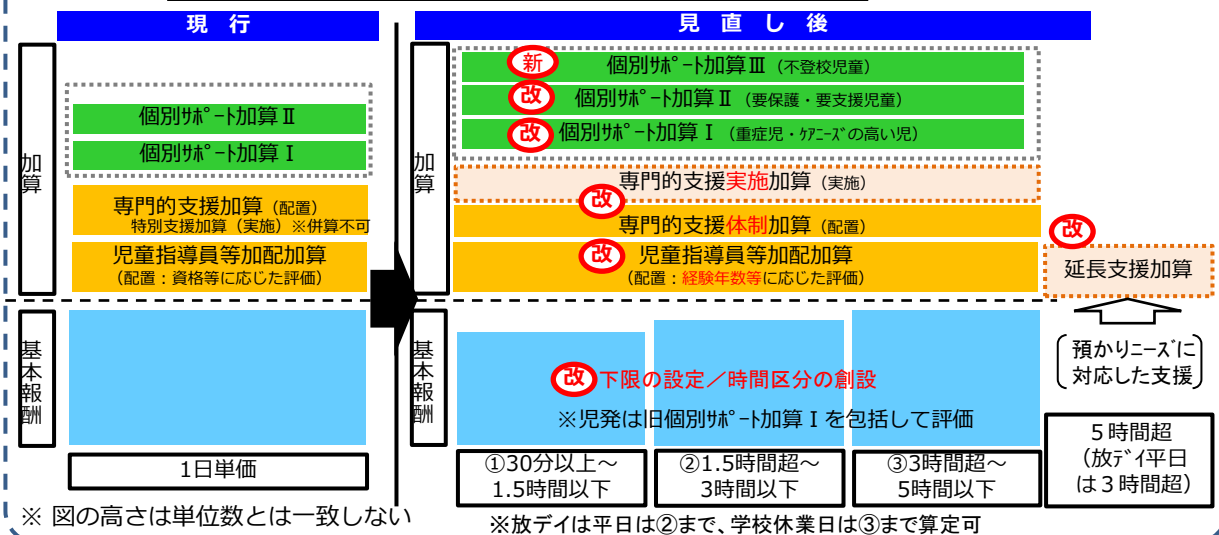 現 行
加算
個別ｻﾎﾟｰﾄ加算Ⅱ
個別ｻﾎﾟｰﾄ加算Ⅰ
専門的支援加算（配置）
特別支援加算（実施）※併算不可
児童指導員等加配加算
（配置：資格等に応じた評価）
基本報酬
1日単価
※ 図の高さは単位数とは一致しない
見 直 し 後
加算
新 個別ｻﾎﾟｰﾄ加算Ⅲ（不登校児童）
改 個別ｻﾎﾟｰﾄ加算Ⅱ（要保護・要支援児童）
改 個別ｻﾎﾟｰﾄ加算Ⅰ（重症児・ｹｱﾆｰｽﾞの高い児）
専門的支援実施加算（実施）
改
専門的支援体制加算（配置）
改 児童指導員等加配加算
（配置：経験年数等に応じた評価）
改
延長支援加算
預かりﾆｰｽﾞに
対応した支援
基本報酬
改 下限の設定／時間区分の創設
※児発は旧個別ｻﾎﾟｰﾄ加算Ⅰを包括して評価
①30分以上～
1.5時間以下
②1.5時間超～
3時間以下
③3時間超～
5時間以下
５時間超
（放ﾃﾞｲ平日
は３時間超）
※放デイは平日は②まで、学校休業日は③まで算定可